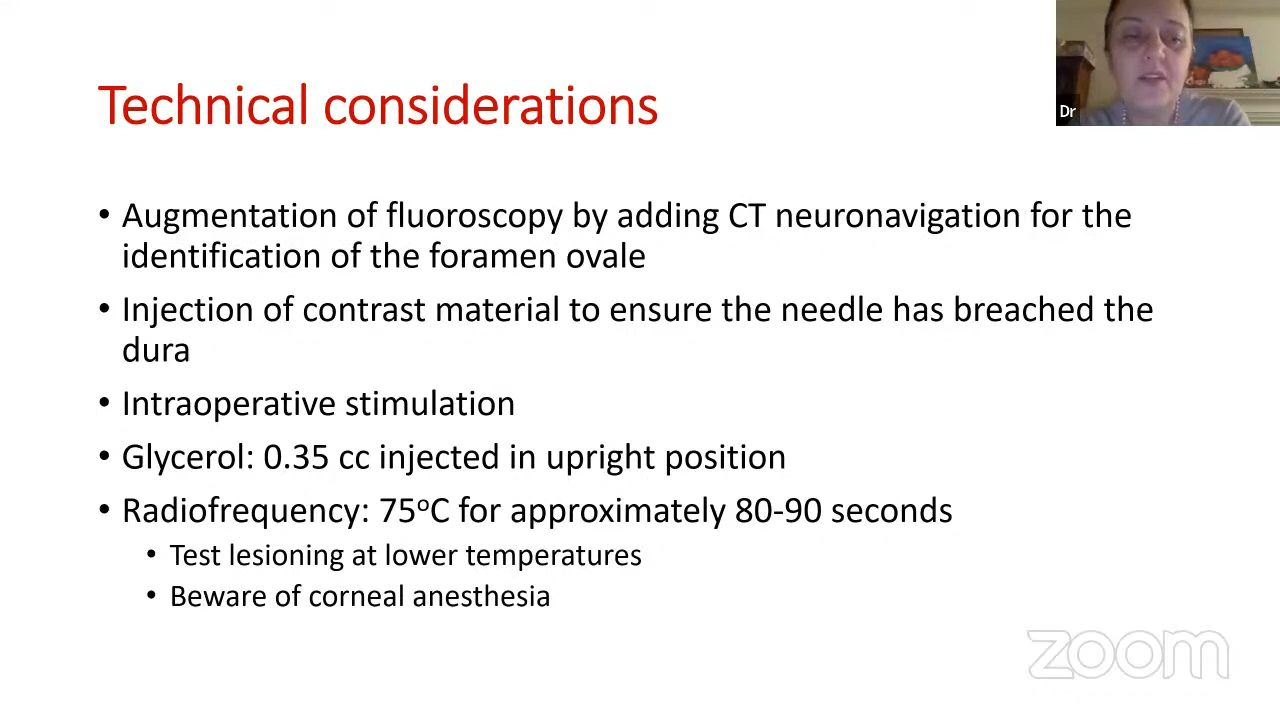 Technical considerations
Dr
• Augmentation of fluoroscopy by adding CT neuronavigation for the
identification of the foramen ovale
• Injection of contrast material to ensure the needle has breached the
dura
• Intraoperative stimulation
• Glycerol: 0.35 cc injected in upright position
• Radiofrequency: 75ºC for approximately 80-90 seconds
• Test lesioning at lower temperatures
• Beware of corneal anesthesia
zoom